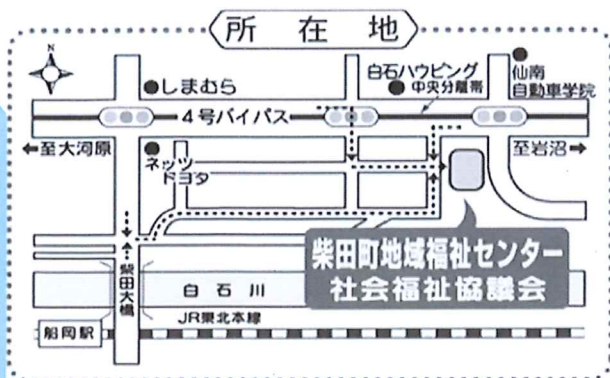 所在地
N
しまむら
白石ハウピング
中央分離帯
仙南
自動車学院
4号バイパス
←至大河原
ネッツ
トヨタ
至岩沼→
柴田町地域福祉センター
社会福祉協議会
柴田大橋
白石川
JR東北本線
船岡駅